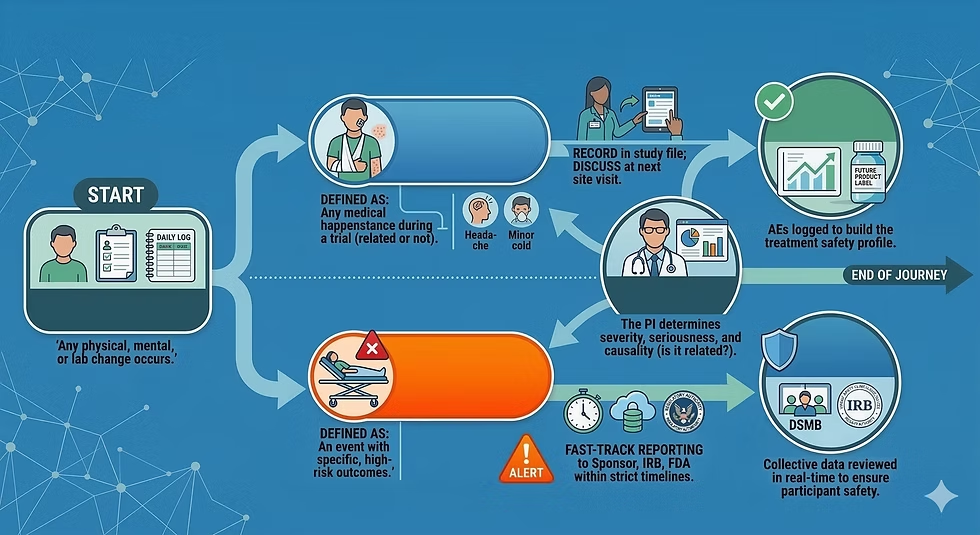 START
DAILY LOG
'Any physical, mental,
or lab change occurs.'
DEFINED AS:
Any medical
happenstance during
a trial (related or not).
Heada-
che
Minor
cold
RECORD in study file;
DISCUSS at next
site visit.
FUTURE
PRODUCT
LABEL
AEs logged to build the
treatment safety profile.
The PI determines
severity, seriousness, and
causality (is it related?).
END OF JOURNEY
DEFINED AS:
An event with
specific, high-
risk outcomes.'
ALERT
FAST-TRACK REPORTING
to Sponsor, IRB, FDA
within strict timelines.
DSMB
IRB
Collective data reviewed
in real-time to ensure
participant safety.